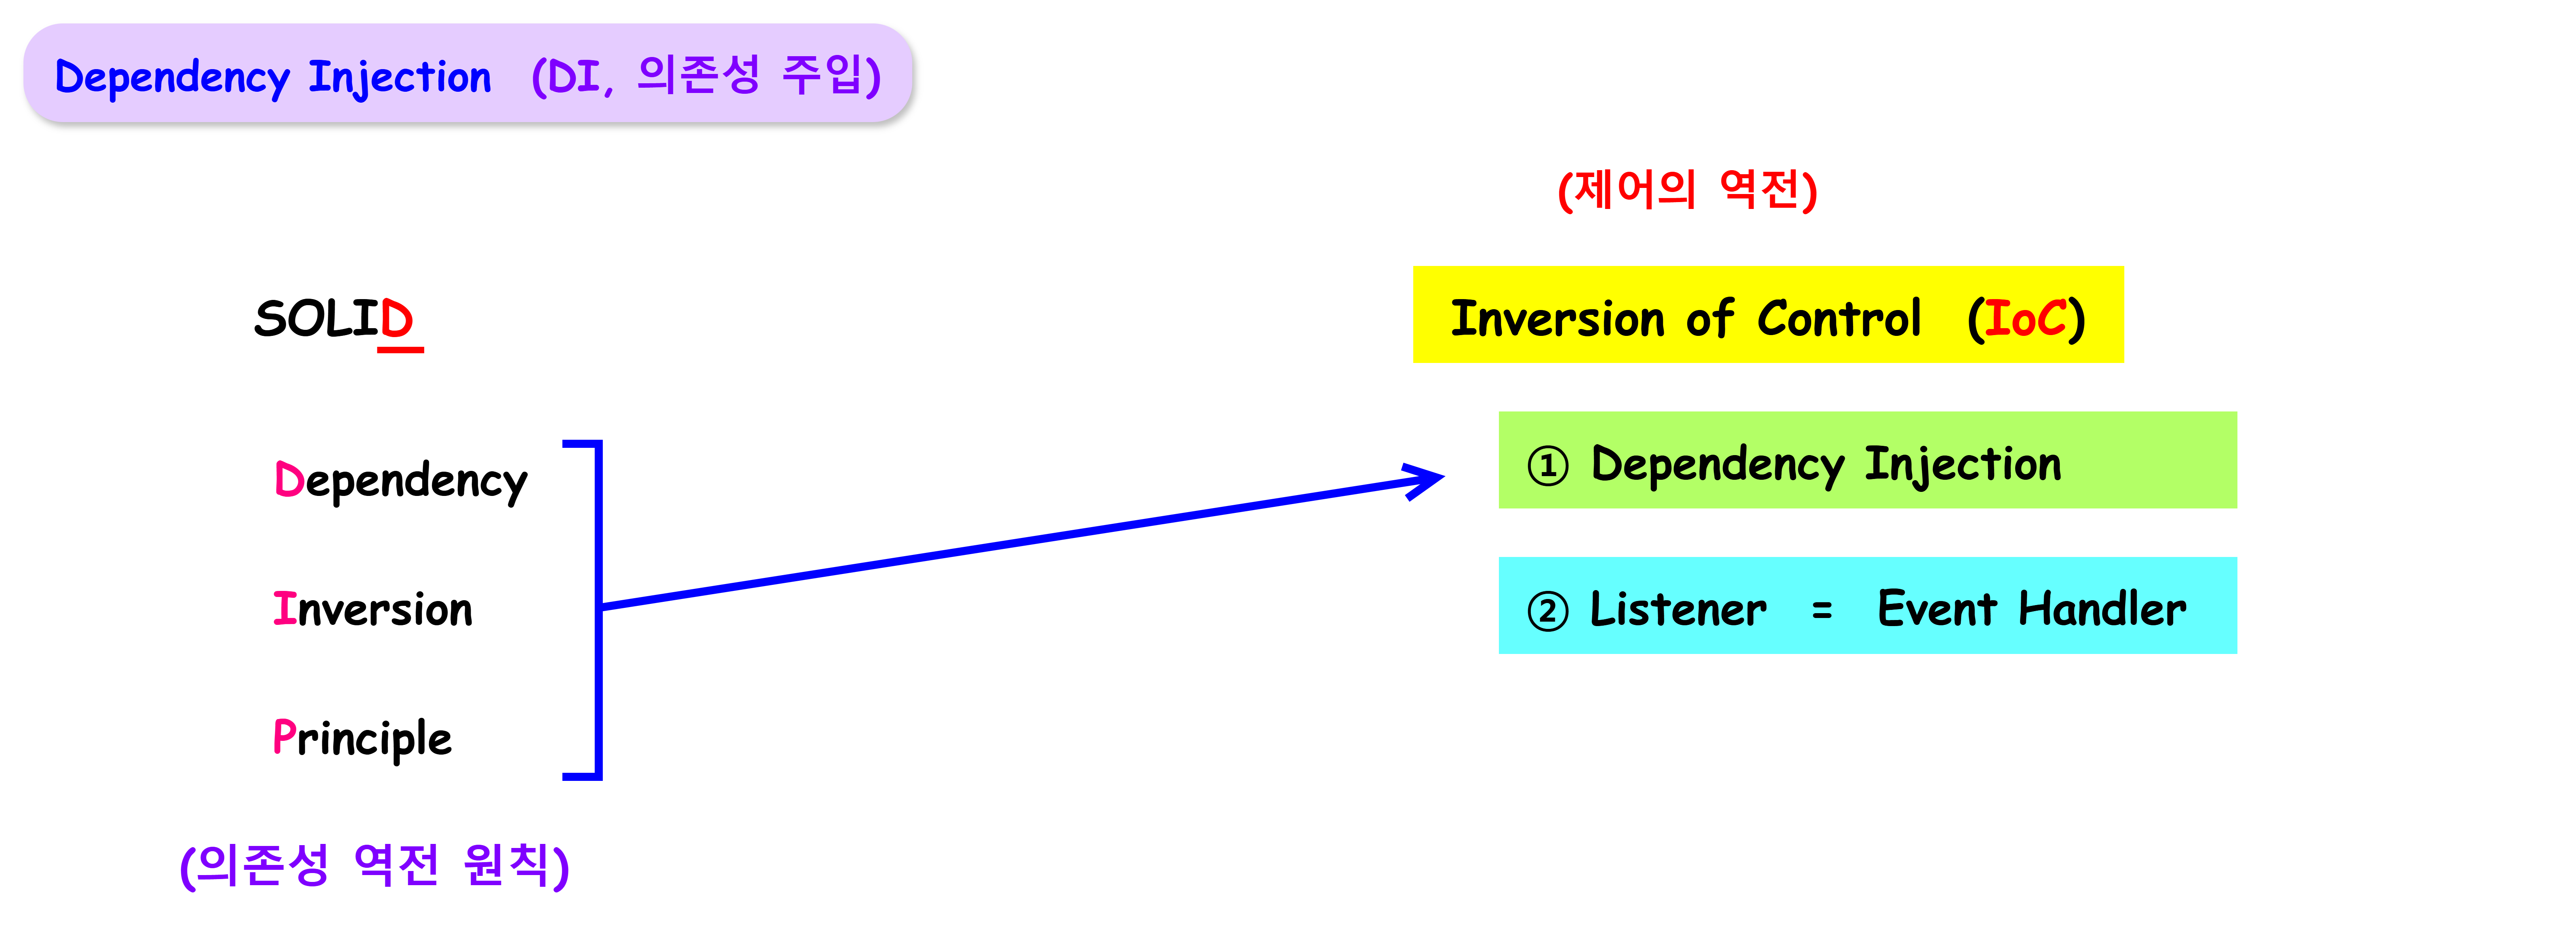 Dependency Injection (DI, 의존성 주입)
SOLID
Dependency
Inversion
Principle
(의존성 역전 원칙)
(제어의 역전)
Inversion of Control (IoC)
① Dependency Injection
② Listener = Event Handler